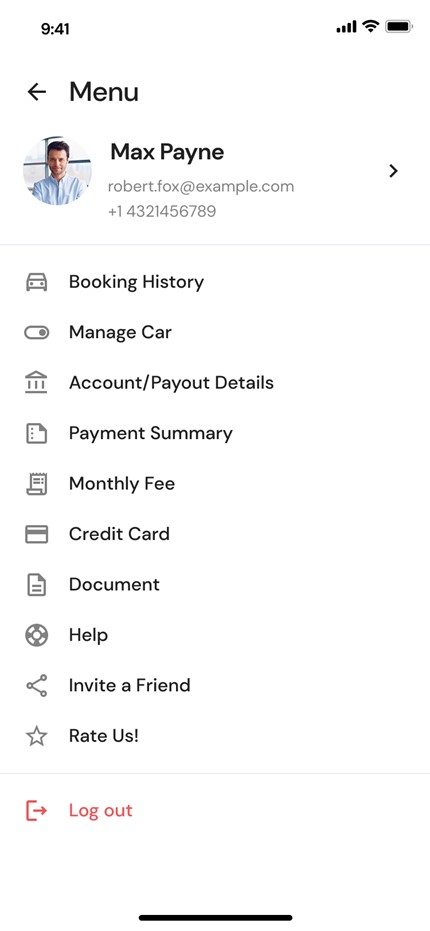 9:41
Menu
Max Payne
robert.fox@example.com
+1 4321456789
Booking History
Manage Car
Account/Payout Details
Payment Summary
Monthly Fee
Credit Card
Document
Help
Invite a Friend
Rate Us!
Log out